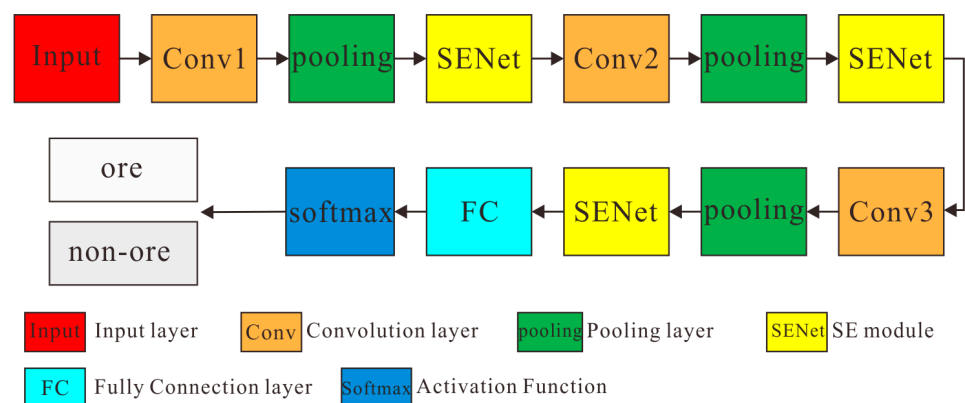 Input Conv1 pooling SENet Conv2 pooling SENet
ore
softmax FC SENet pooling Conv3
non-ore
Input Input layer Conv Convolution layer pooling Pooling layer SENet SE module
FC Fully Connection layer Softmax Activation Function